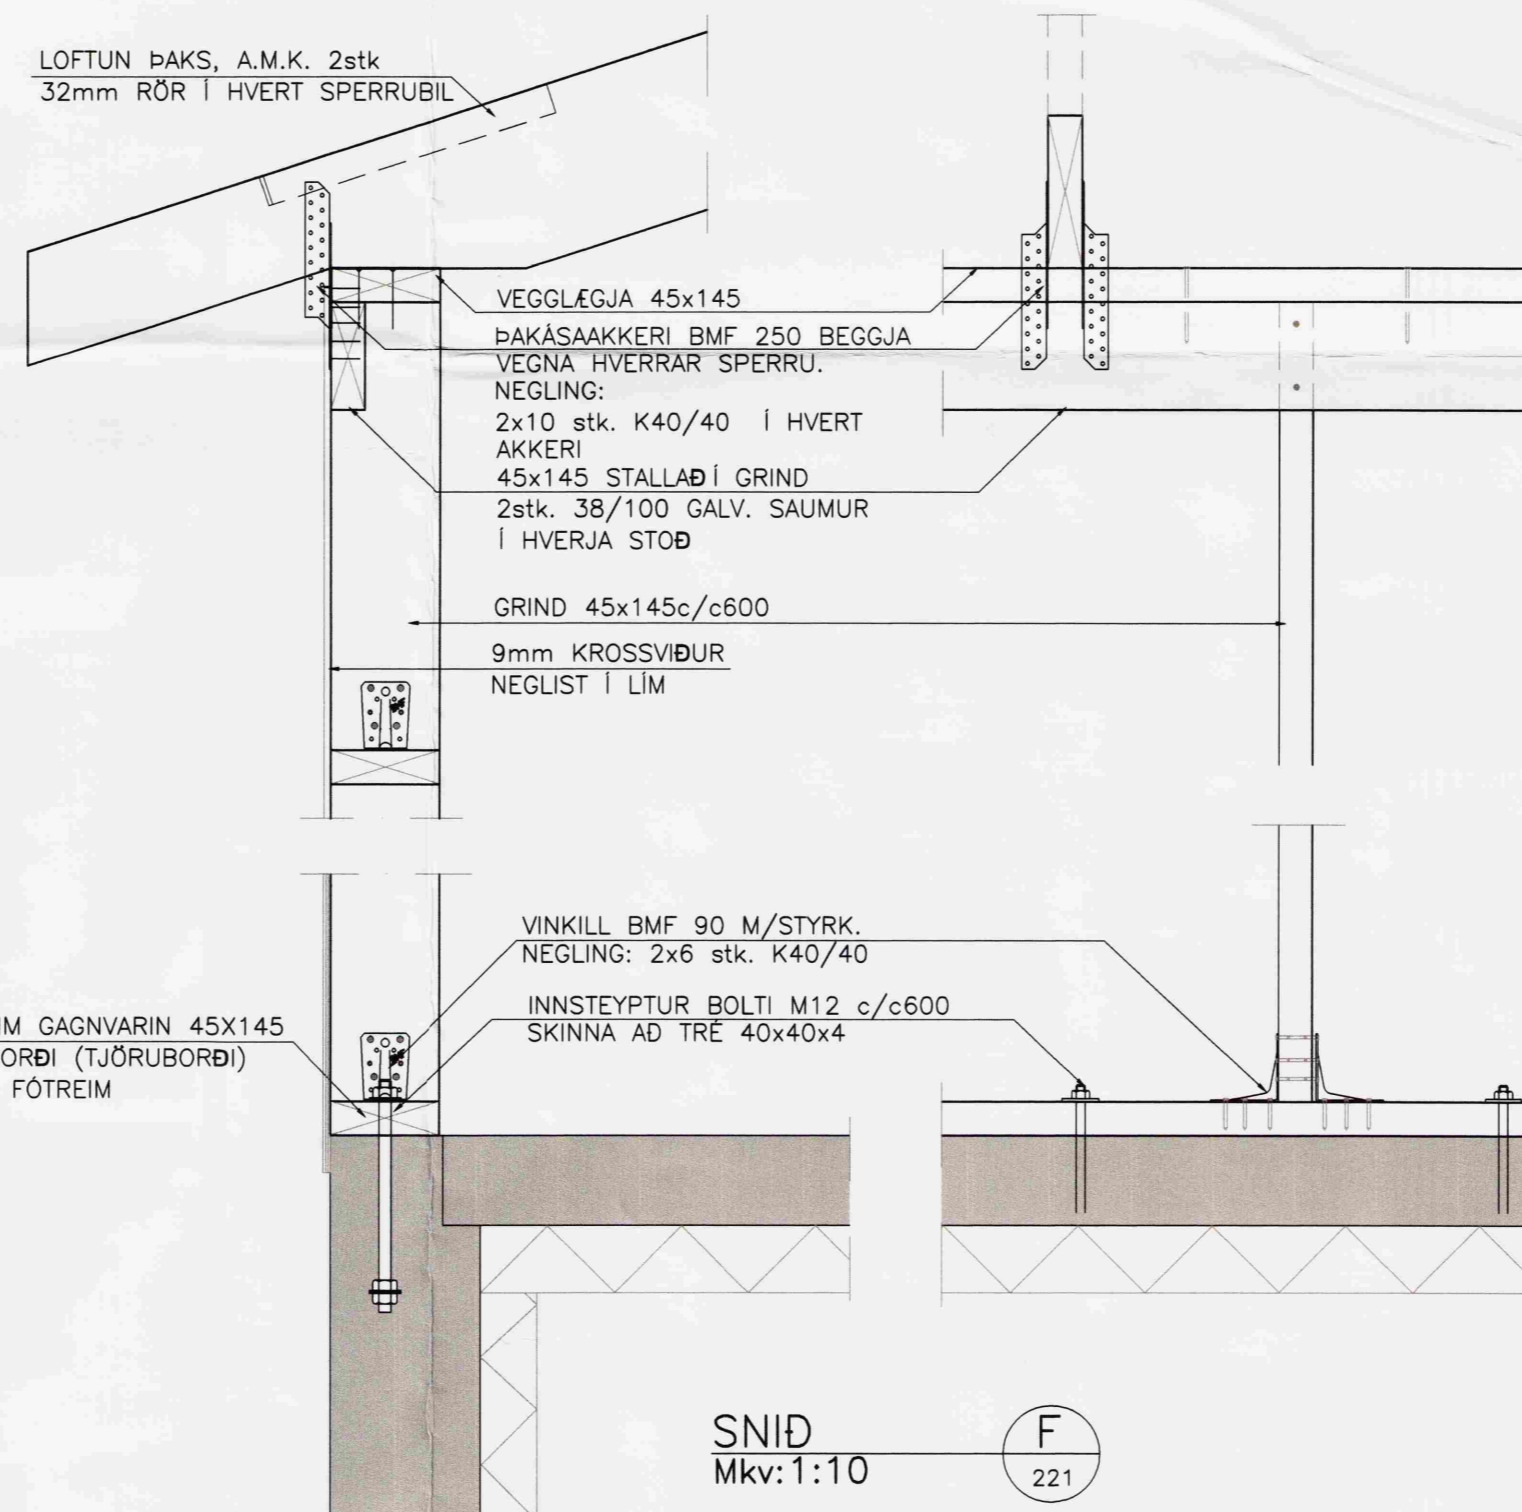 LOFTUN ÞAKS, A.M.K. 2stk
32mm RÖR Í HVERT SPERRUBIL
VEGGLÆGJA 45x145
ÞAKÁSAAKKERI BMF 250 BEGGJA
VEGNA HVERRAR SPERRU.
NEGLING:
2x10 stk. K40/40 Í HVERT
AKKERI
45x145 STALLAÐ Í GRIND
2stk. 38/100 GALV. SAUMUR
Í HVERJA STOÐ
GRIND 45x145c/c600
9mm KROSSVIÐUR
NEGLIST Í LÍM
VINKILL BMF 90 M/STYRK.
NEGLING: 2x6 stk. K40/40
INNSTEYPTUR BOLTI M12 c/c600
SKINNA AÐ TRÉ 40x40x4
IM GAGNVARIN 45X145
ORÐI (TJÖRUBORÐI)
FÓTREIM
SNIÐ
Mkv: 1:10
F
221